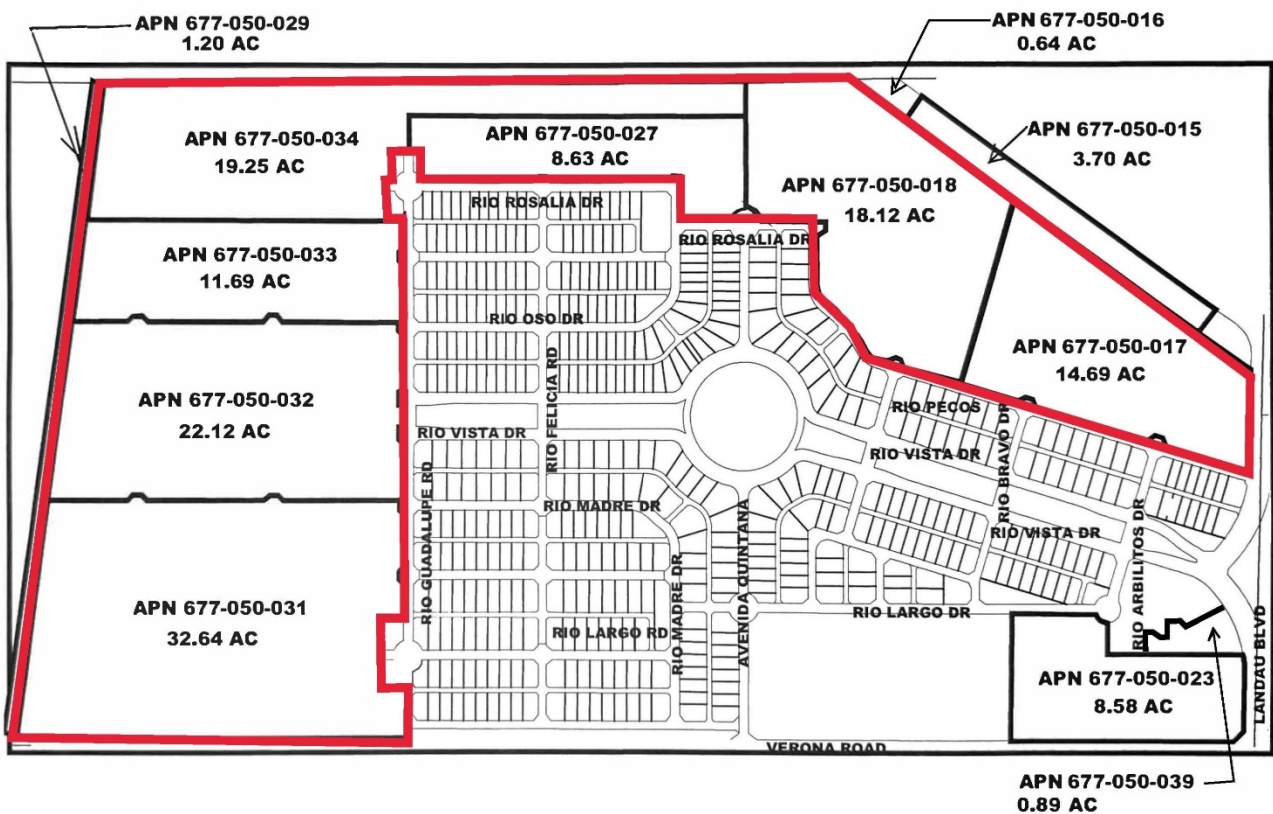 APN 677-050-029
1.20 AC
APN 677-050-016
0.64 AC
APN 677-050-034
19.25 AC
APN 677-050-027
8.63 AC
APN 677-050-015
3.70 AC
APN 677-050-018
18.12 AC
RIO ROSALIA DR
RIO ROSALIA DR
APN 677-050-033
11.69 AC
RIO OSO DR
APN 677-050-017
14.69 AC
RIO FELICIA RD
APN 677-050-032
22.12 AC
RIO PECOS
RIO BRAVO DR
RIO VISTA DR
RIO VISTA DR
RIO GUADALUPE RD
RIO MADRE DR
AVENIDA QUINTANA
RIO VISTA DR
RIO ARBILITOS DR
RIO MADRE DR
APN 677-050-031
32.64 AC
RIO LARGO DR
RIO LARGO RD
LANDAU BLVD
APN 677-050-023
8.58 AC
VERONA ROAD
APN 677-050-039
0.89 AC